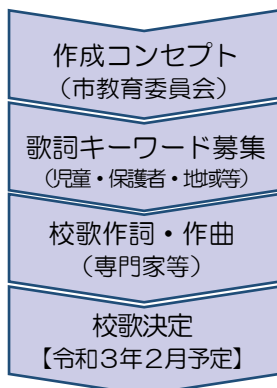 作成コンセプト
（市教育委員会）
歌詞キーワード募集
（児童・保護者・地域等）
校歌作詞・作曲
（専門家等）
校歌決定
【令和３年２月予定】